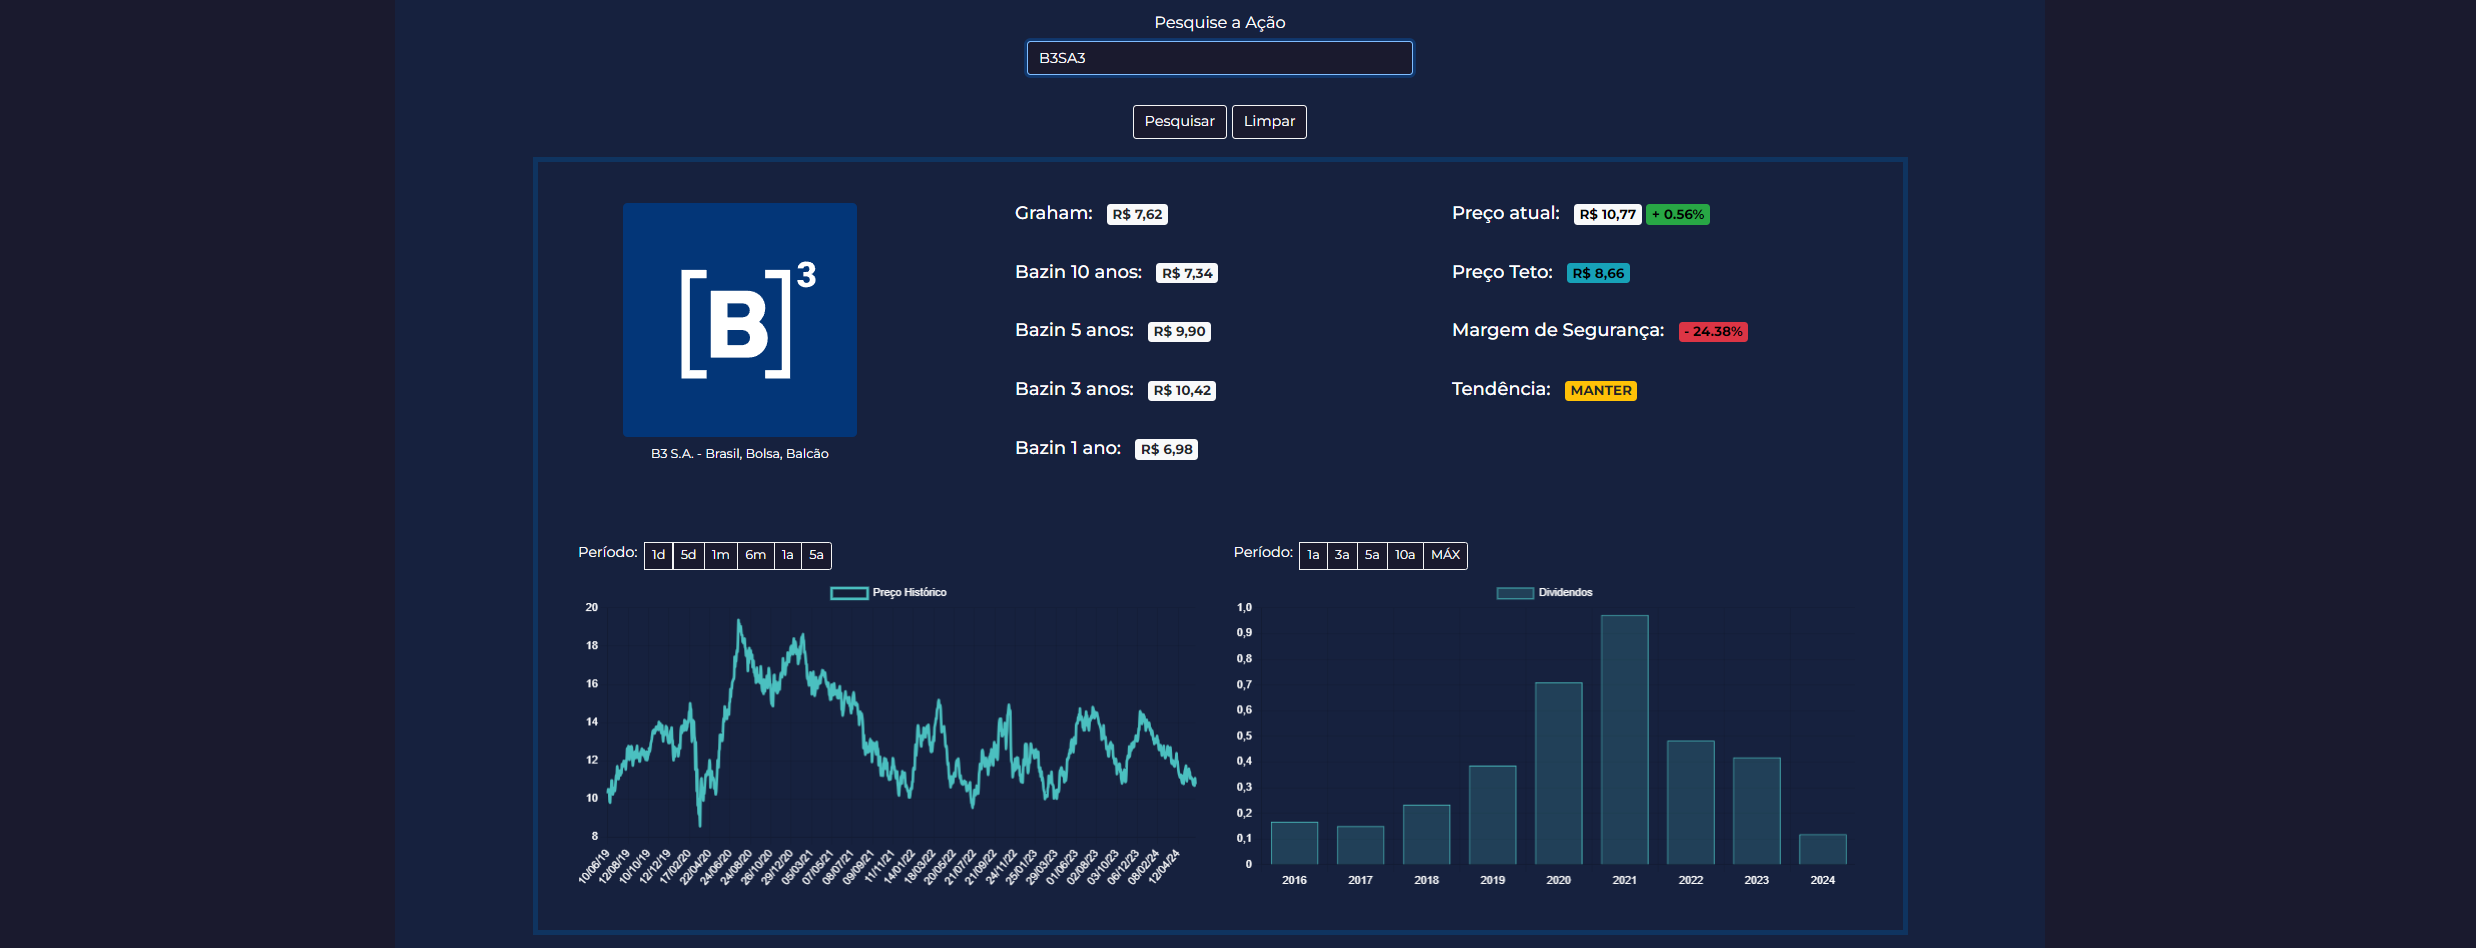 Pesquise a Ação
B3SA3
Pesquisar Limpar
[B]³
B3 S.A. - Brasil, Bolsa, Balcão
Graham: R$ 7,62
Bazin 10 anos: R$ 7,34
Bazin 5 anos: R$ 9,90
Bazin 3 anos: R$ 10,42
Bazin 1 ano: R$ 6,98
Preço atual: R$ 10,77 + 0.56%
Preço Teto: R$ 8,66
Margem de Segurança: - 24.38%
Tendência: MANTER
Período: 1d 5d 1m 6m 1a 5a
Preço Histórico
20
18
16
14
12
10
8
10/06/19 12/08/19 10/10/19 12/12/19 17/02/20 22/04/20 24/06/20 24/08/20 26/10/20 29/12/20 05/03/21 07/05/21 08/07/21 09/09/21 11/11/21 14/01/22 18/03/22 20/05/22 21/07/22 21/09/22 24/11/22 25/01/23 29/03/23 01/06/23 02/08/23 03/10/23 06/12/23 08/02/24 12/04/24
Período: 1a 3a 5a 10a MÁX
Dividendos
1,0
0,9
0,8
0,7
0,6
0,5
0,4
0,3
0,2
0,1
0
2016 2017 2018 2019 2020 2021 2022 2023 2024